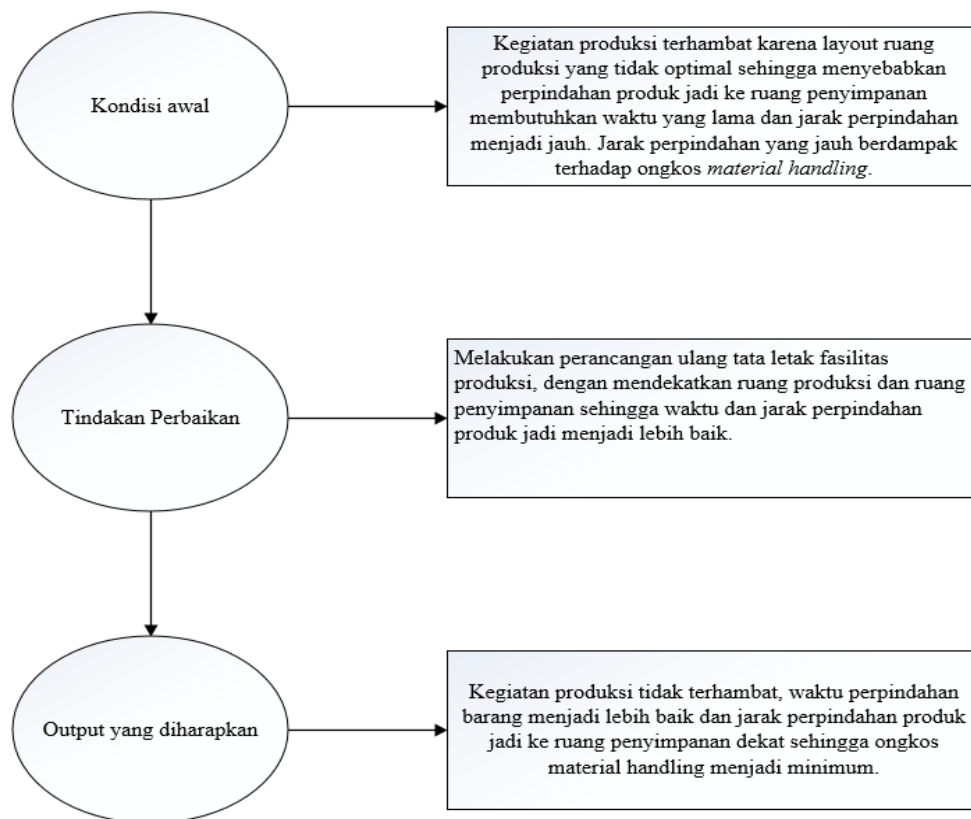 Kondisi awal
Kegiatan produksi terhambat karena layout ruang
produksi yang tidak optimal sehingga menyebabkan
perpindahan produk jadi ke ruang penyimpanan
membutuhkan waktu yang lama dan jarak perpindahan
menjadi jauh. Jarak perpindahan yang jauh berdampak
terhadap ongkos material handling.
Tindakan Perbaikan
Melakukan perancangan ulang tata letak fasilitas
produksi, dengan mendekatkan ruang produksi dan ruang
penyimpanan sehingga waktu dan jarak perpindahan
produk jadi menjadi lebih baik.
Output yang diharapkan
Kegiatan produksi tidak terhambat, waktu perpindahan
barang menjadi lebih baik dan jarak perpindahan produk
jadi ke ruang penyimpanan dekat sehingga ongkos
material handling menjadi minimum.